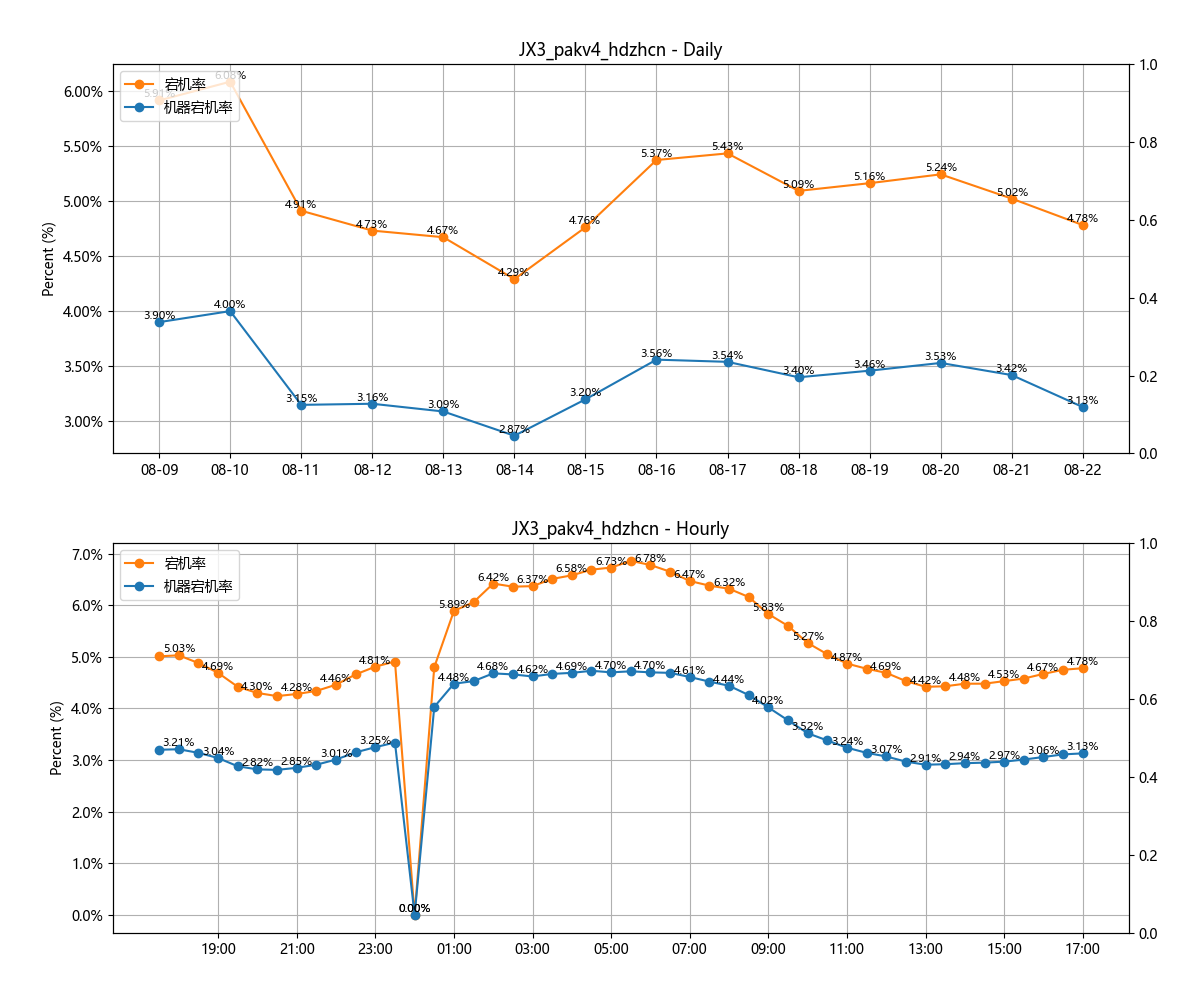 JX3_pakv4_hdzhcn - Daily
宕机率
机器宕机率
Percent (%)
6.00%
5.50%
5.00%
4.50%
4.00%
3.50%
3.00%
1.0
0.8
0.6
0.4
0.2
0.0
5.91% 6.08% 4.91% 4.73% 4.67% 4.29% 4.76% 5.37% 5.43% 5.09% 5.16% 5.24% 5.02% 4.78%
3.90% 4.00% 3.15% 3.16% 3.09% 2.87% 3.20% 3.56% 3.54% 3.40% 3.46% 3.53% 3.42% 3.13%
08-09 08-10 08-11 08-12 08-13 08-14 08-15 08-16 08-17 08-18 08-19 08-20 08-21 08-22
JX3_pakv4_hdzhcn - Hourly
宕机率
机器宕机率
Percent (%)
7.0%
6.0%
5.0%
4.0%
3.0%
2.0%
1.0%
0.0%
1.0
0.8
0.6
0.4
0.2
0.0
5.03% 4.69% 4.30% 4.28% 4.46% 4.81% 0.00% 5.89% 6.42% 6.37% 6.58% 6.73% 6.78% 6.47% 6.32% 5.83% 5.27% 4.87% 4.69% 4.42% 4.48% 4.53% 4.67% 4.78%
3.21% 3.04% 2.82% 2.85% 3.01% 3.25% 0.00% 4.48% 4.68% 4.62% 4.69% 4.70% 4.70% 4.61% 4.44% 4.02% 3.52% 3.24% 3.07% 2.91% 2.94% 2.97% 3.06% 3.13%
19:00 21:00 23:00 01:00 03:00 05:00 07:00 09:00 11:00 13:00 15:00 17:00